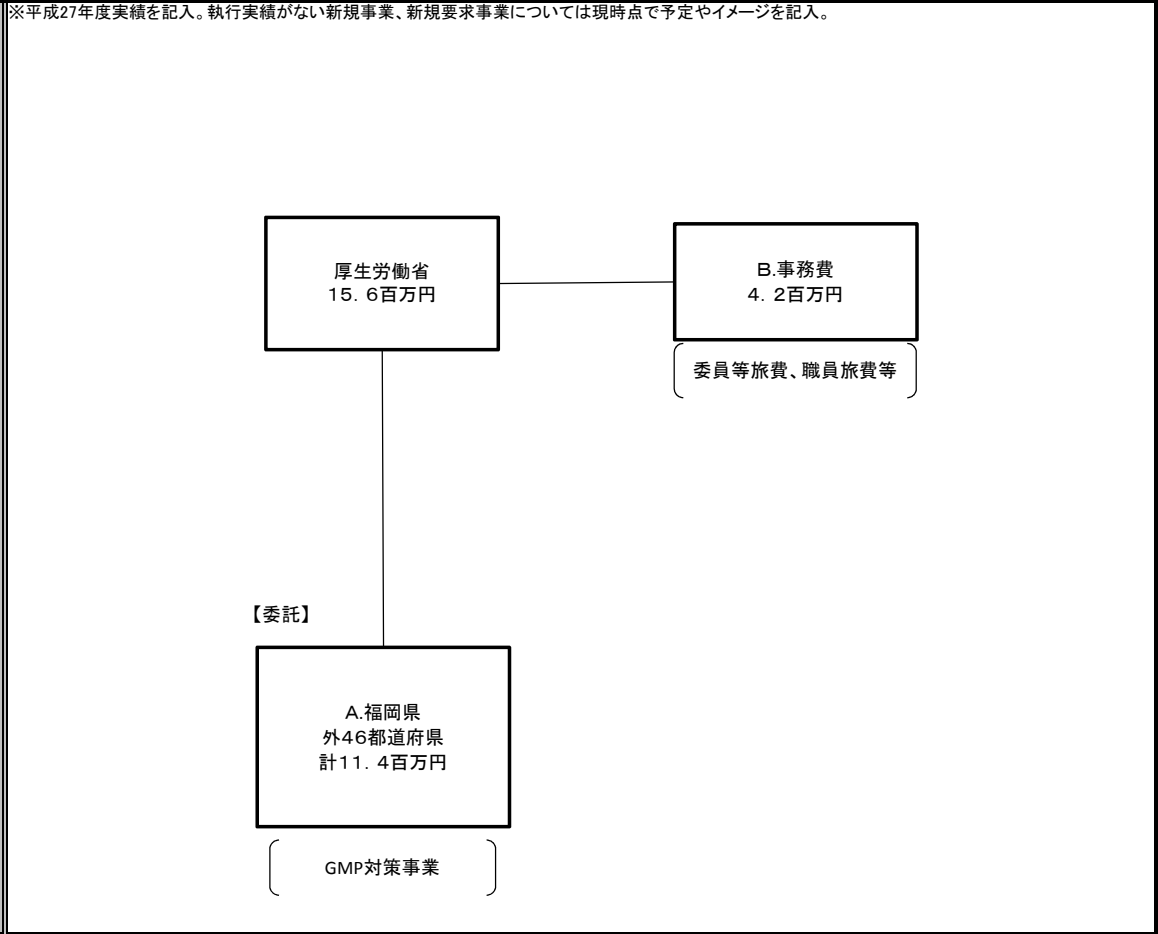 ※平成27年度実績を記入。執行実績がない新規事業、新規要求事業については現時点で予定やイメージを記入。
厚生労働省
１５．６百万円
Ｂ.事務費
４．２百万円
委員等旅費、職員旅費等
【委託】
Ａ.福岡県
外４６都道府県
計１１．４百万円
GMP対策事業